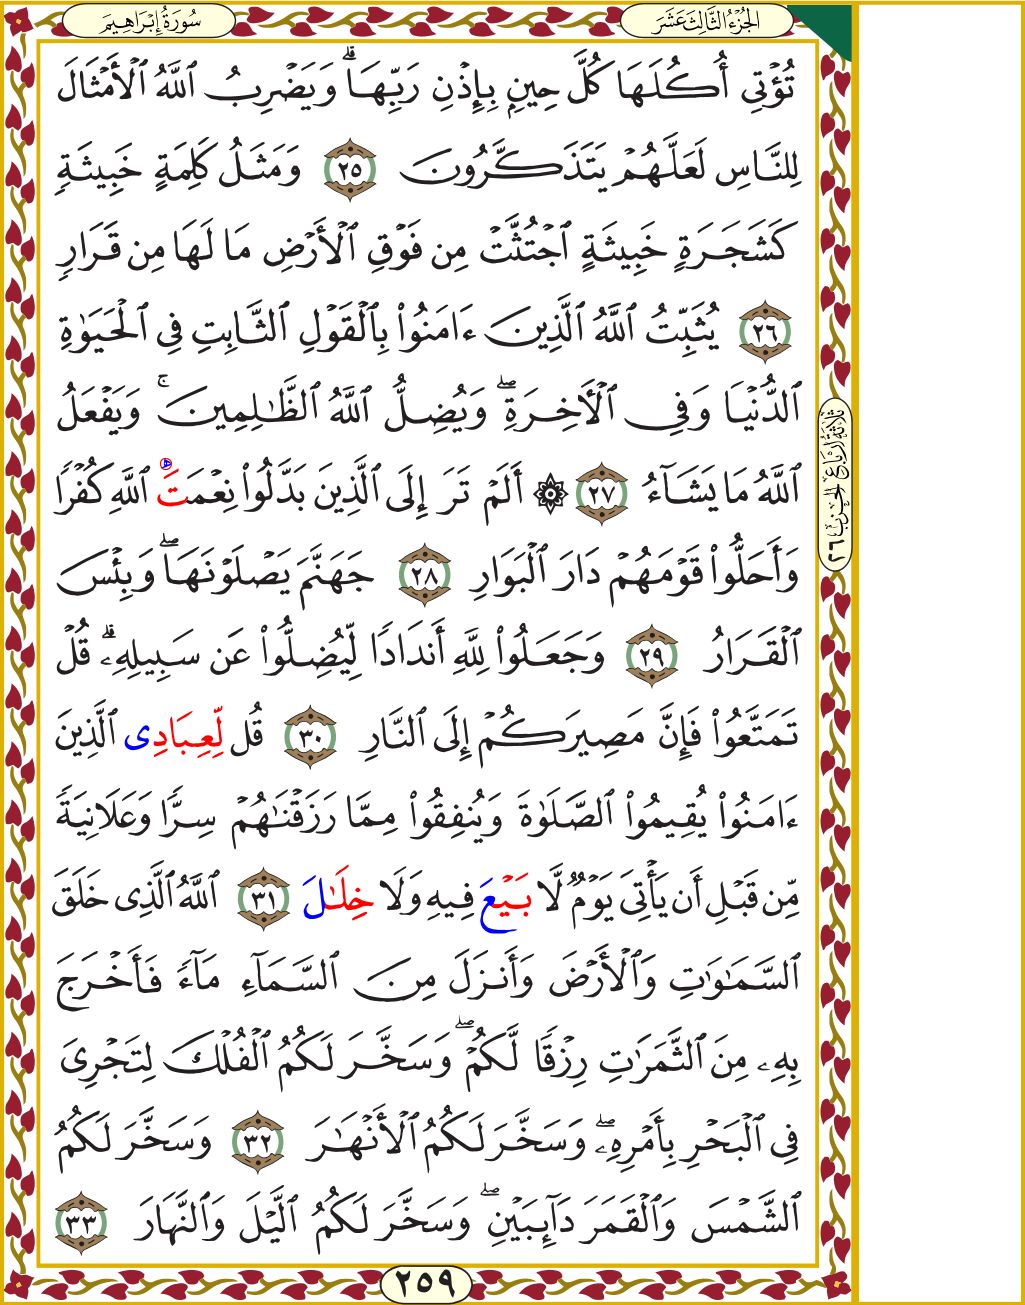 سُورَةُ إِبْرَاهِيمَ
الجُزْءُ الثَّالِثَ عَشَرَ
تُؤْتِىٓ أُكُلَهَا كُلَّ حِينٍۭ بِإِذْنِ رَبِّهَاۗ وَيَضْرِبُ ٱللَّهُ ٱلْأَمْثَالَ
لِلنَّاسِ لَعَلَّهُمْ يَتَذَكَّرُونَ ٢٥ وَمَثَلُ كَلِمَةٍ خَبِيثَةٍ
كَشَجَرَةٍ خَبِيثَةٍ ٱجْتُثَّتْ مِن فَوْقِ ٱلْأَرْضِ مَا لَهَا مِن قَرَارٍ
٢٦ يُثَبِّتُ ٱللَّهُ ٱلَّذِينَ ءَامَنُوا۟ بِٱلْقَوْلِ ٱلثَّابِتِ فِى ٱلْحَيَوٰةِ
ٱلدُّنْيَا وَفِى ٱلْأَخِرَةِۖ وَيُضِلُّ ٱللَّهُ ٱلظَّٰلِمِينَۚ وَيَفْعَلُ
ٱللَّهُ مَا يَشَآءُ ٢٧ ۞ أَلَمْ تَرَ إِلَى ٱلَّذِينَ بَدَّلُوا۟ نِعْمَتَ ٱللَّهِ كُفْرًا
وَأَحَلُّوا۟ قَوْمَهُمْ دَارَ ٱلْبَوَارِ ٢٨ جَهَنَّمَ يَصْلَوْنَهَاۖ وَبِئْسَ
ٱلْقَرَارُ ٢٩ وَجَعَلُوا۟ لِلَّهِ أَندَادًا لِّيُضِلُّوا۟ عَن سَبِيلِهِۦۗ قُلْ
تَمَتَّعُوا۟ فَإِنَّ مَصِيرَكُمْ إِلَى ٱلنَّارِ ٣٠ قُل لِّعِبَادِى ٱلَّذِينَ
ءَامَنُوا۟ يُقِيمُوا۟ ٱلصَّلَوٰةَ وَيُنفِقُوا۟ مِمَّا رَزَقْنَٰهُمْ سِرًّا وَعَلَانِيَةً
مِّن قَبْلِ أَن يَأْتِىَ يَوْمٌ لَّا بَيْعَ فِيهِ وَلَا خِلَٰلَ ٣١ ٱللَّهُ ٱلَّذِى خَلَقَ
ٱلسَّمَٰوَٰتِ وَٱلْأَرْضَ وَأَنزَلَ مِنَ ٱلسَّمَآءِ مَآءً فَأَخْرَجَ
بِهِۦ مِنَ ٱلثَّمَرَٰتِ رِزْقًا لَّكُمْۖ وَسَخَّرَ لَكُمُ ٱلْفُلْكَ لِتَجْرِىَ
فِى ٱلْبَحْرِ بِأَمْرِهِۦۖ وَسَخَّرَ لَكُمُ ٱلْأَنْهَٰرَ ٣٢ وَسَخَّرَ لَكُمُ
ٱلشَّمْسَ وَٱلْقَمَرَ دَآئِبَيْنِۖ وَسَخَّرَ لَكُمُ ٱلَّيْلَ وَٱلنَّهَارَ ٣٣
ثَلَاثَةُ أَرْبَاعِ الحِزْبِ ٢٦
٢٥٩